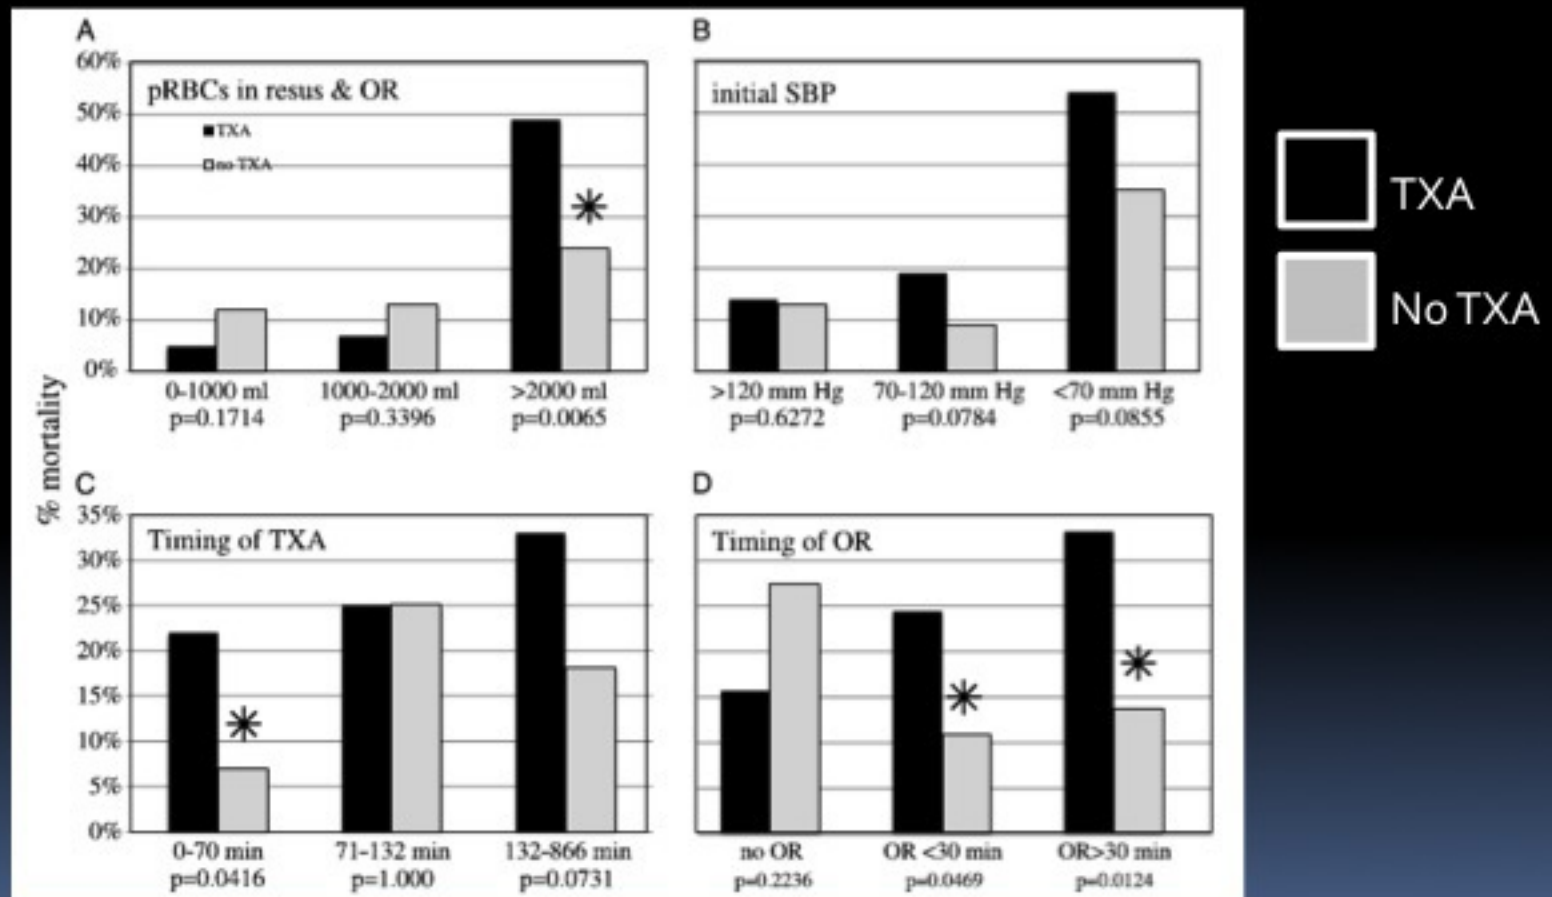 A
60%
50%
40%
30%
20%
10%
0%
pRBCs in resus & OR
TXA
no TXA
0-1000 ml 1000-2000 ml >2000 ml
p=0.1714 p=0.3396 p=0.0065
B
initial SBP
>120 mm Hg 70-120 mm Hg <70 mm Hg
p=0.6272 p=0.0784 p=0.0855
% mortality
C
35%
30%
25%
20%
15%
10%
5%
0%
Timing of TXA
0-70 min 71-132 min 132-866 min
p=0.0416 p=1.000 p=0.0731
D
Timing of OR
no OR OR <30 min OR>30 min
p=0.2236 p=0.0469 p=0.0124
TXA
No TXA